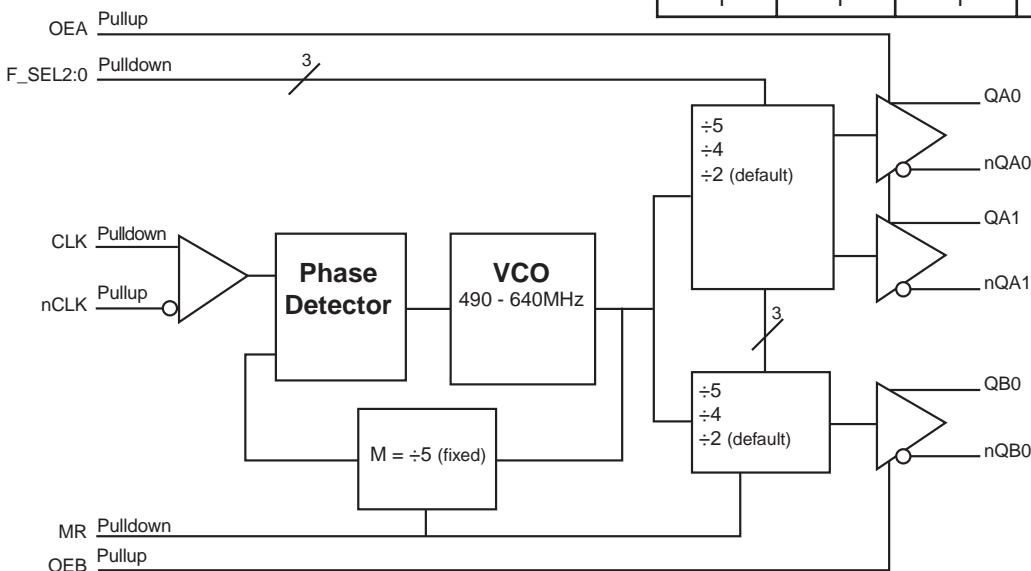 OEA Pullup
F_SEL2:0 Pulldown
3
QA0
÷5
÷4
÷2 (default)
nQA0
QA1
CLK Pulldown
Phase
Detector
VCO
490 - 640MHz
nCLK Pullup
nQA1
3
÷5
÷4
÷2 (default)
QB0
M = ÷5 (fixed)
nQB0
MR Pulldown
OEB Pullup